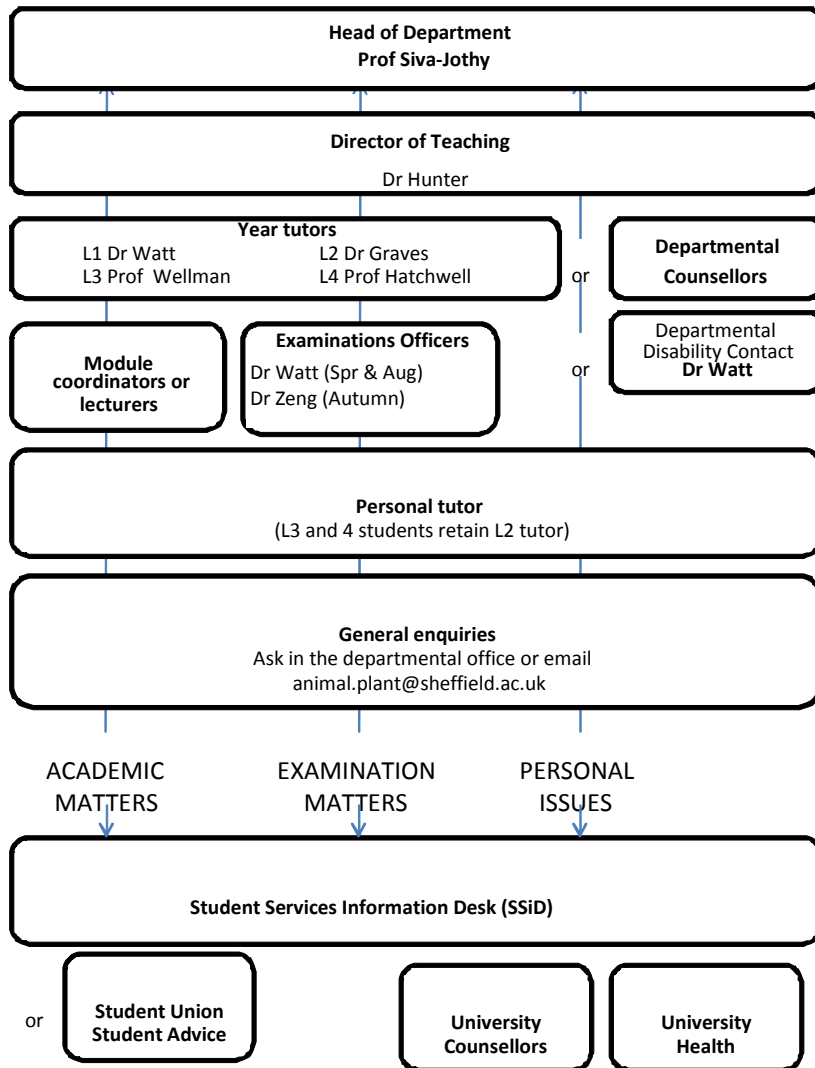 Head of Department
Prof Siva-Jothy
Director of Teaching
Dr Hunter
Year tutors
L1 Dr Watt L2 Dr Graves
L3 Prof Wellman L4 Prof Hatchwell
or
Departmental
Counsellors
Module
coordinators or
lecturers
Examinations Officers
Dr Watt (Spr & Aug)
Dr Zeng (Autumn)
or
Departmental
Disability Contact
Dr Watt
Personal tutor
(L3 and 4 students retain L2 tutor)
General enquiries
Ask in the departmental office or email
animal.plant@sheffield.ac.uk
ACADEMIC
MATTERS
EXAMINATION
MATTERS
PERSONAL
ISSUES
Student Services Information Desk (SSiD)
or
Student Union
Student Advice
University
Counsellors
University
Health